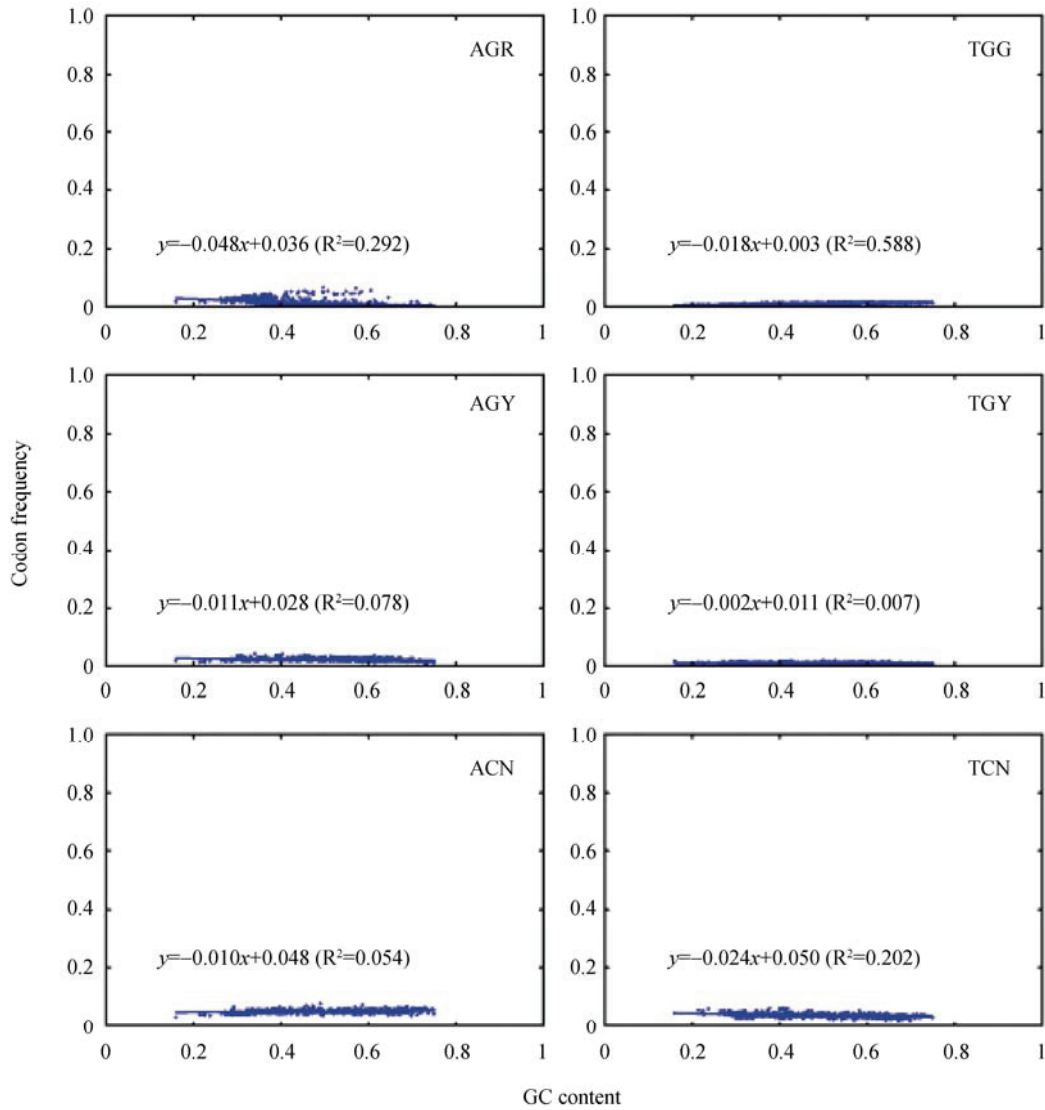 1.0
AGR
0.8
0.6
0.4
y=−0.048x+0.036 (R²=0.292)
0.2
0
0 0.2 0.4 0.6 0.8 1
1.0
TGG
0.8
0.6
0.4
y=−0.018x+0.003 (R²=0.588)
0.2
0
0 0.2 0.4 0.6 0.8 1
1.0
AGY
0.8
0.6
0.4
y=−0.011x+0.028 (R²=0.078)
0.2
0
0 0.2 0.4 0.6 0.8 1
1.0
TGY
0.8
0.6
0.4
y=−0.002x+0.011 (R²=0.007)
0.2
0
0 0.2 0.4 0.6 0.8 1
1.0
ACN
0.8
0.6
0.4
y=−0.010x+0.048 (R²=0.054)
0.2
0
0 0.2 0.4 0.6 0.8 1
1.0
TCN
0.8
0.6
0.4
y=−0.024x+0.050 (R²=0.202)
0.2
0
0 0.2 0.4 0.6 0.8 1
Codon frequency
GC content